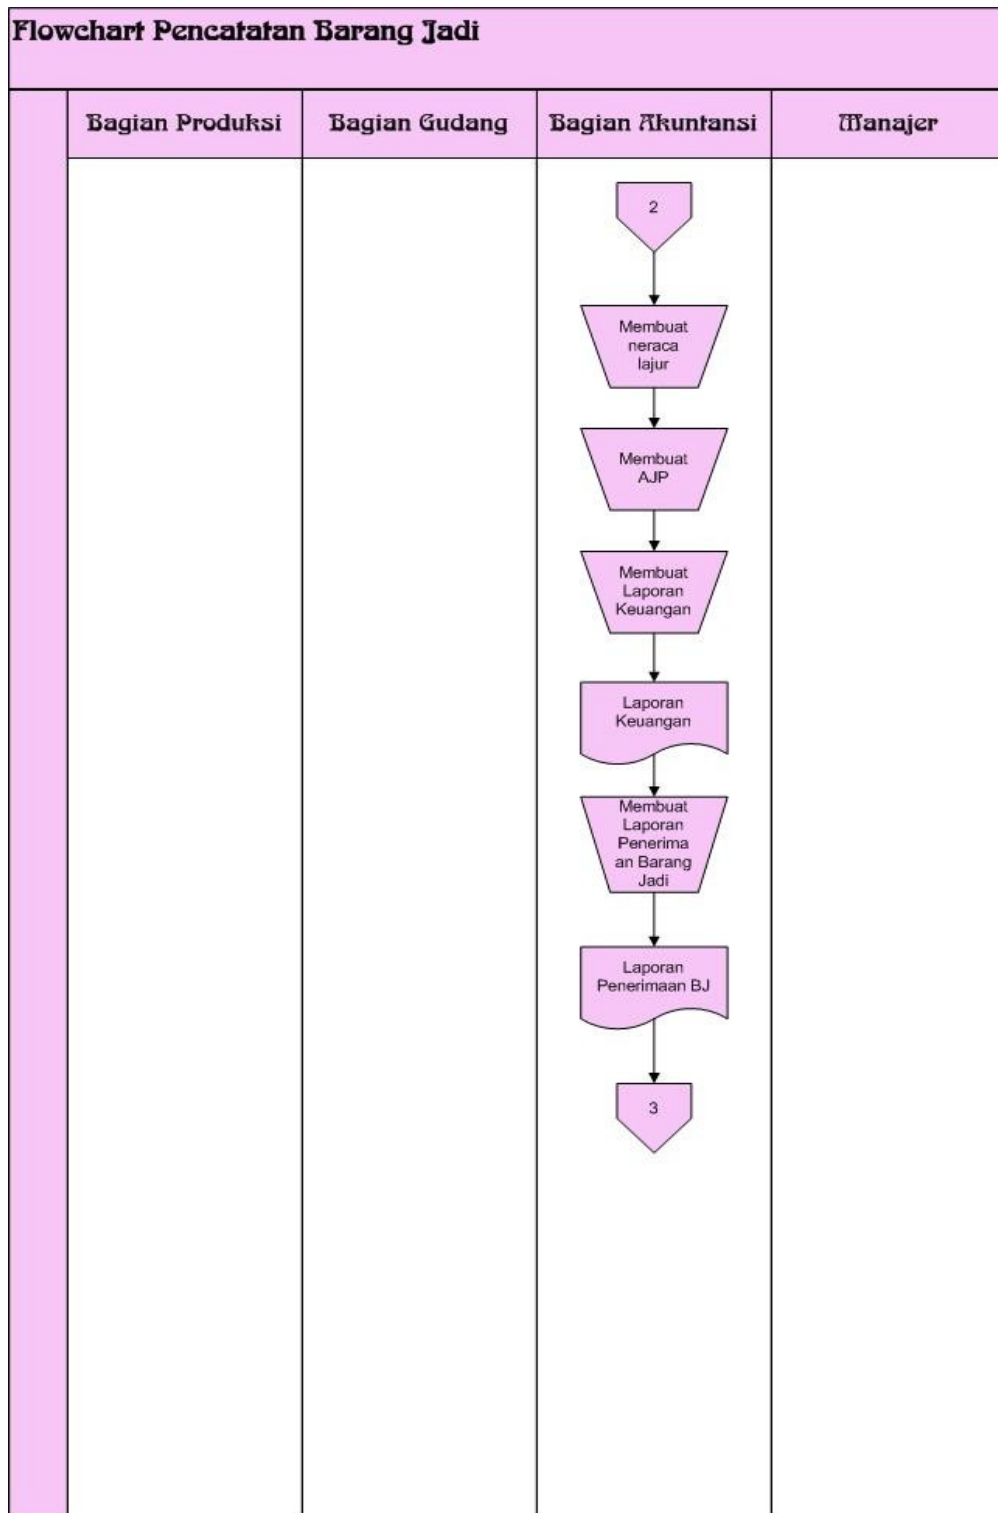 Flowchart Pencatatan Barang Jadi
Bagian Produksi
Bagian Gudang
Bagian Akuntansi
Manajer
2
Membuat
neraca
lajur
Membuat
AJP
Membuat
Laporan
Keuangan
Laporan
Keuangan
Membuat
Laporan
Penerima
an Barang
Jadi
Laporan
Penerimaan BJ
3